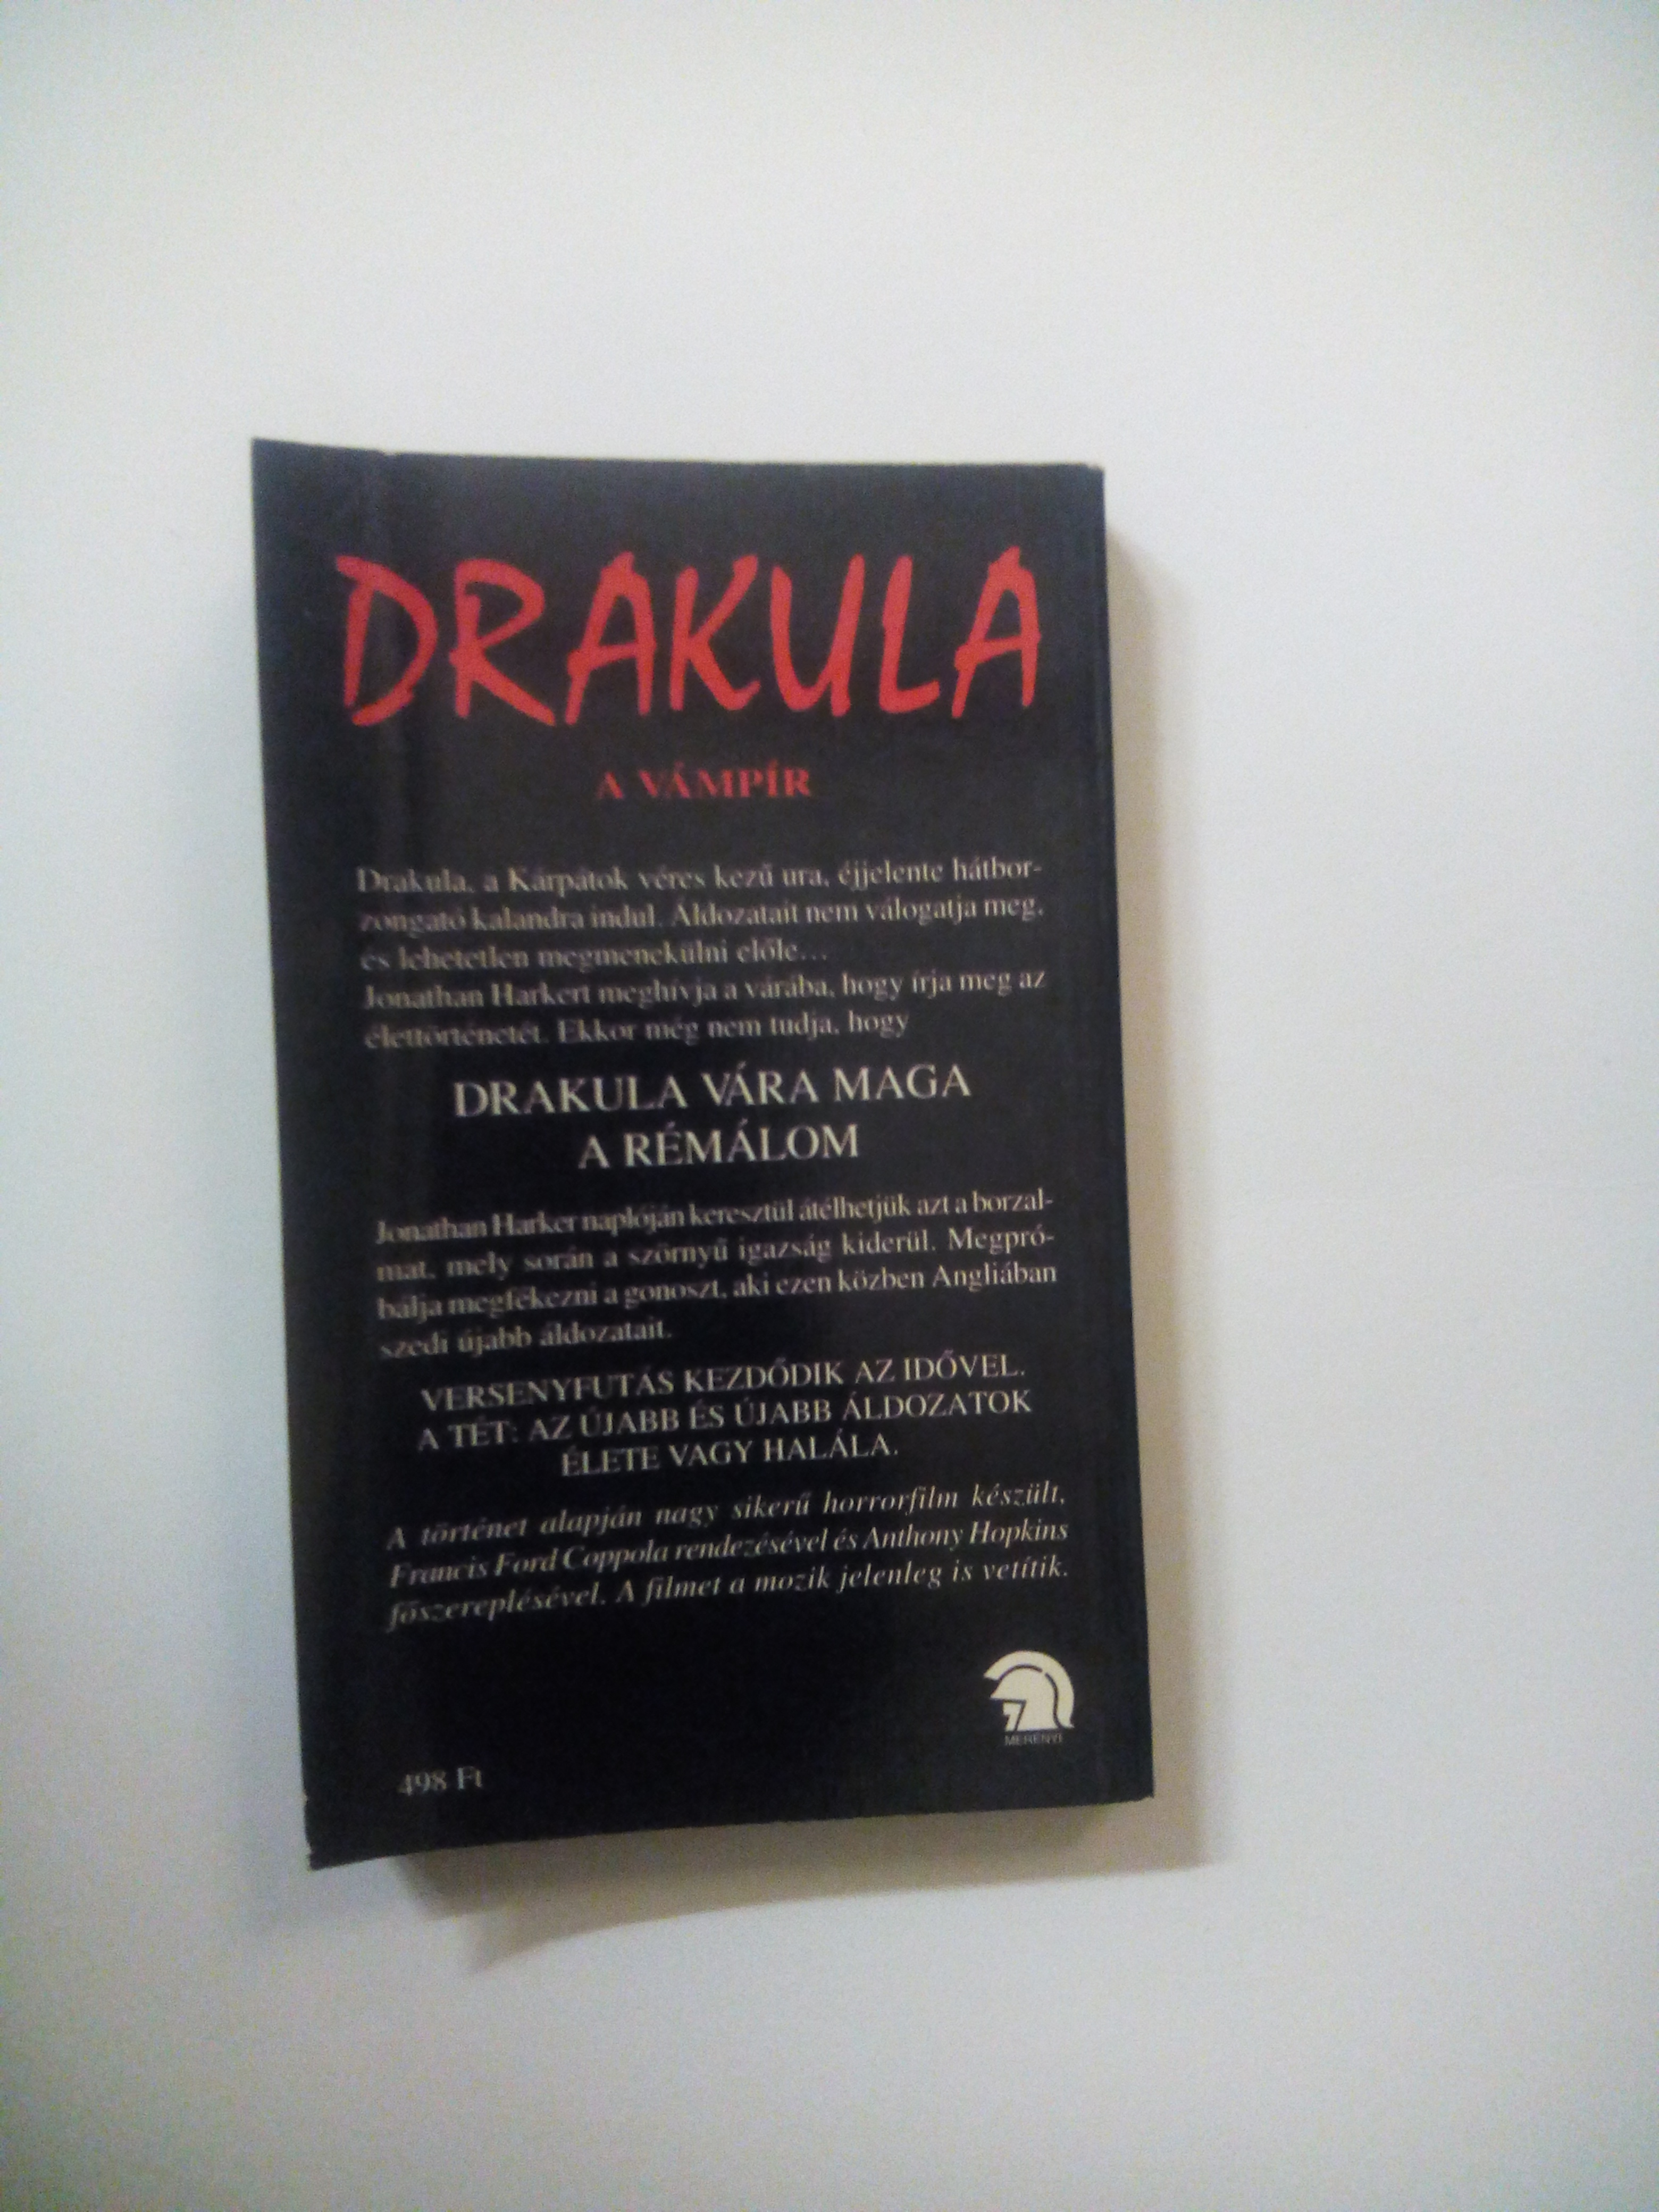 DRAKULA
A VÁMPÍR
Drakula, a Kárpátok véres kezű ura, éjjelente hátbor-
zongató kalandra indul. Áldozatait nem válogatja meg,
és lehetetlen megmenekülni előle...
Jonathan Harkert meghívja a várába, hogy írja meg az
élettörténetét. Ekkor még nem tudja, hogy
DRAKULA VÁRA MAGA
A RÉMÁLOM
Jonathan Harker naplóján keresztül átélhetjük azt a borzal-
mat, mely során a szörnyű igazság kiderül. Megpró-
bálja megfékezni a gonoszt, aki ezen közben Angliában
szedi újabb áldozatait.
VERSENYFUTÁS KEZDŐDIK AZ IDŐVEL.
A TÉT: AZ ÚJABB ÉS ÚJABB ÁLDOZATOK
ÉLETE VAGY HALÁLA.
A történet alapján nagy sikerű horrorfilm készült,
Francis Ford Coppola rendezésével és Anthony Hopkins
főszereplésével. A filmet a mozik jelenleg is vetítik.
MERÉNYI
498 Ft